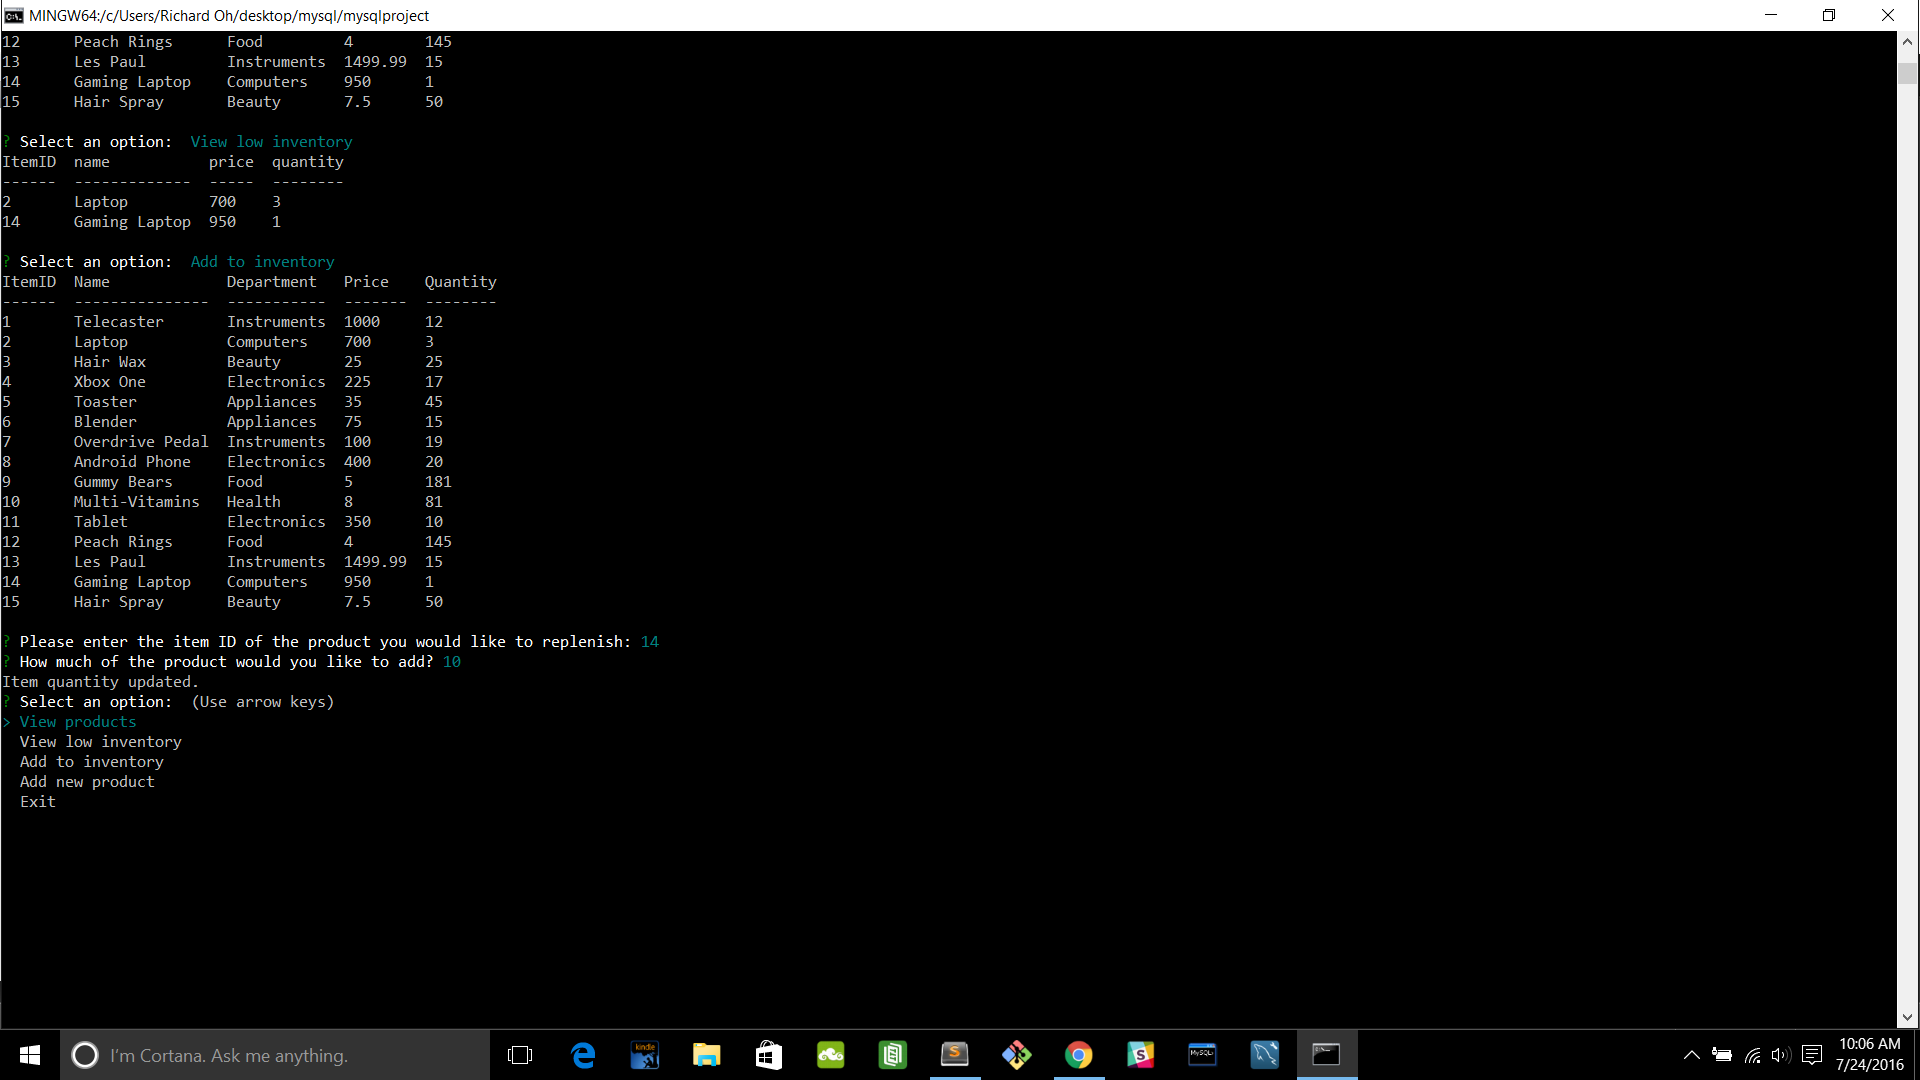 MINGW64:/c/Users/Richard Oh/desktop/mysql/mysqlproject
12      Peach Rings      Food         4        145
13      Les Paul         Instruments  1499.99  15
14      Gaming Laptop    Computers    950      1
15      Hair Spray       Beauty       7.5      50
? Select an option:  View low inventory
ItemID  name           price  quantity
------  -------------  -----  --------
2       Laptop         700    3
14      Gaming Laptop  950    1
? Select an option:  Add to inventory
ItemID  Name             Department   Price    Quantity
------  ---------------  -----------  -------  --------
1       Telecaster       Instruments  1000     12
2       Laptop           Computers    700      3
3       Hair Wax         Beauty       25       25
4       Xbox One         Electronics  225      17
5       Toaster          Appliances   35       45
6       Blender          Appliances   75       15
7       Overdrive Pedal  Instruments  100      19
8       Android Phone    Electronics  400      20
9       Gummy Bears      Food         5        181
10      Multi-Vitamins   Health       8        81
11      Tablet           Electronics  350      10
12      Peach Rings      Food         4        145
13      Les Paul         Instruments  1499.99  15
14      Gaming Laptop    Computers    950      1
15      Hair Spray       Beauty       7.5      50
? Please enter the item ID of the product you would like to replenish: 14
? How much of the product would you like to add? 10
Item quantity updated.
? Select an option:  (Use arrow keys)
> View products
  View low inventory
  Add to inventory
  Add new product
  Exit
I'm Cortana. Ask me anything.
kindle
MySQL>
10:06 AM
7/24/2016